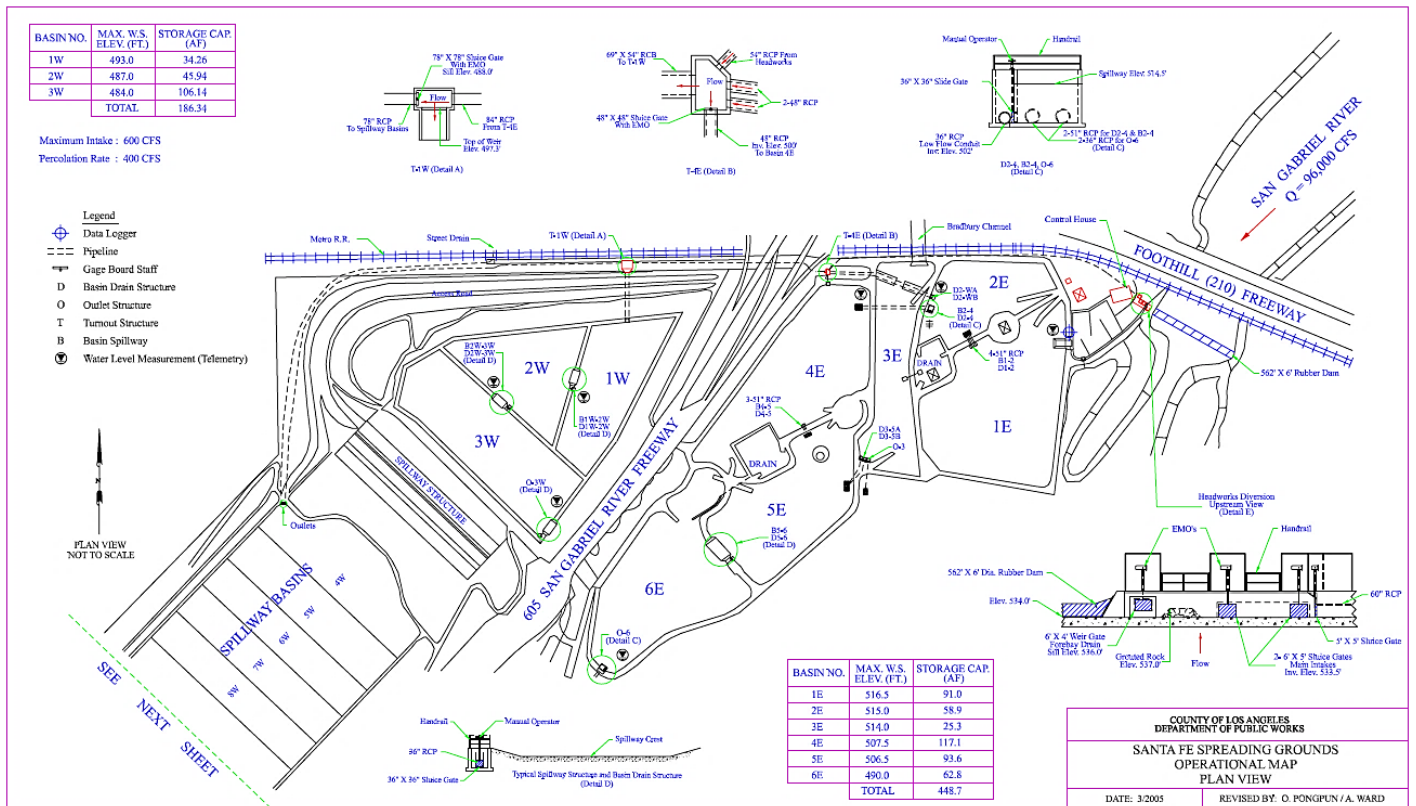 BASIN NO. MAX. W.S. ELEV. (FT.) STORAGE CAP. (AF)
1W 493.0 34.26
2W 487.0 45.94
3W 484.0 106.14
TOTAL 186.34
Maximum Intake : 600 CFS
Percolation Rate : 400 CFS
78" X 78" Sluice Gate
With EMO
Sill Elev. 488.0'
Flow
78" RCP
To Spillway Basins
84" RCP
From T-4E
Top of Weir
Elev. 497.3'
T-1W (Detail A)
69" X 54" RCB
To T-1W
54" RCP From
Headworks
Flow
2-48" RCP
48" X 48" Sluice Gate
With EMO
48" RCP
Inv. Elev. 500'
To Basin 4E
T-4E (Detail B)
Manual Operator
Handrail
36" X 36" Slide Gate
Spillway Elev. 514.5'
36" RCP
Low Flow Conduit
Inv. Elev. 502'
2-51" RCP for D2-4 & B2-4
2-36" RCP for O-6
(Detail C)
D2-4, B2-4, O-6
(Detail C)
SAN GABRIEL RIVER
Q = 96,000 CFS
Legend
Data Logger
Pipeline
Gage Board Staff
D Basin Drain Structure
O Outlet Structure
T Turnout Structure
B Basin Spillway
Water Level Measurement (Telemetry)
Metro R.R.
Street Drain
T-1W (Detail A)
T-4E (Detail B)
Bradbury Channel
Control House
FOOTHILL (210) FREEWAY
Access Road
2E
D2-WA
D2-WB
B2-4
D2-4
(Detail C)
B2W-3W
D2W-3W
(Detail D)
2W
1W
B1W-2W
D1W-2W
(Detail D)
3W
4E
3E
DRAIN
4-51" RCP
B1-2
D1-2
562' X 6' Rubber Dam
1E
3-51" RCP
B4-5
D4-5
D3-5A
D3-5B
O-3
DRAIN
SPILLWAY STRUCTURE
O-3W
(Detail D)
5E
B5-6
D5-6
(Detail D)
605 SAN GABRIEL RIVER FREEWAY
6E
Outlets
N
PLAN VIEW
NOT TO SCALE
SPILLWAY BASINS
4W
5W
6W
7W
8W
SEE NEXT SHEET
O-6
(Detail C)
Headworks Diversion
Upstream View
(Detail E)
EMO's
Handrail
562' X 6' Dia. Rubber Dam
Elev. 534.0'
60" RCP
6' X 4' Weir Gate
Forebay Drain
Sill Elev. 536.0'
Grouted Rock
Elev. 537.0'
Flow
5' X 5' Sluice Gate
2- 6' X 5' Sluice Gates
Main Intakes
Inv. Elev. 533.5'
Handrail
Manual Operator
36" RCP
36" X 36" Sluice Gate
Spillway Crest
Typical Spillway Structure and Basin Drain Structure
(Detail D)
BASIN NO. MAX. W.S. ELEV. (FT.) STORAGE CAP. (AF)
1E 516.5 91.0
2E 515.0 58.9
3E 514.0 25.3
4E 507.5 117.1
5E 506.5 93.6
6E 490.0 62.8
TOTAL 448.7
COUNTY OF LOS ANGELES
DEPARTMENT OF PUBLIC WORKS
SANTA FE SPREADING GROUNDS
OPERATIONAL MAP
PLAN VIEW
DATE: 3/2005
REVISED BY: O. PONGPUN / A. WARD